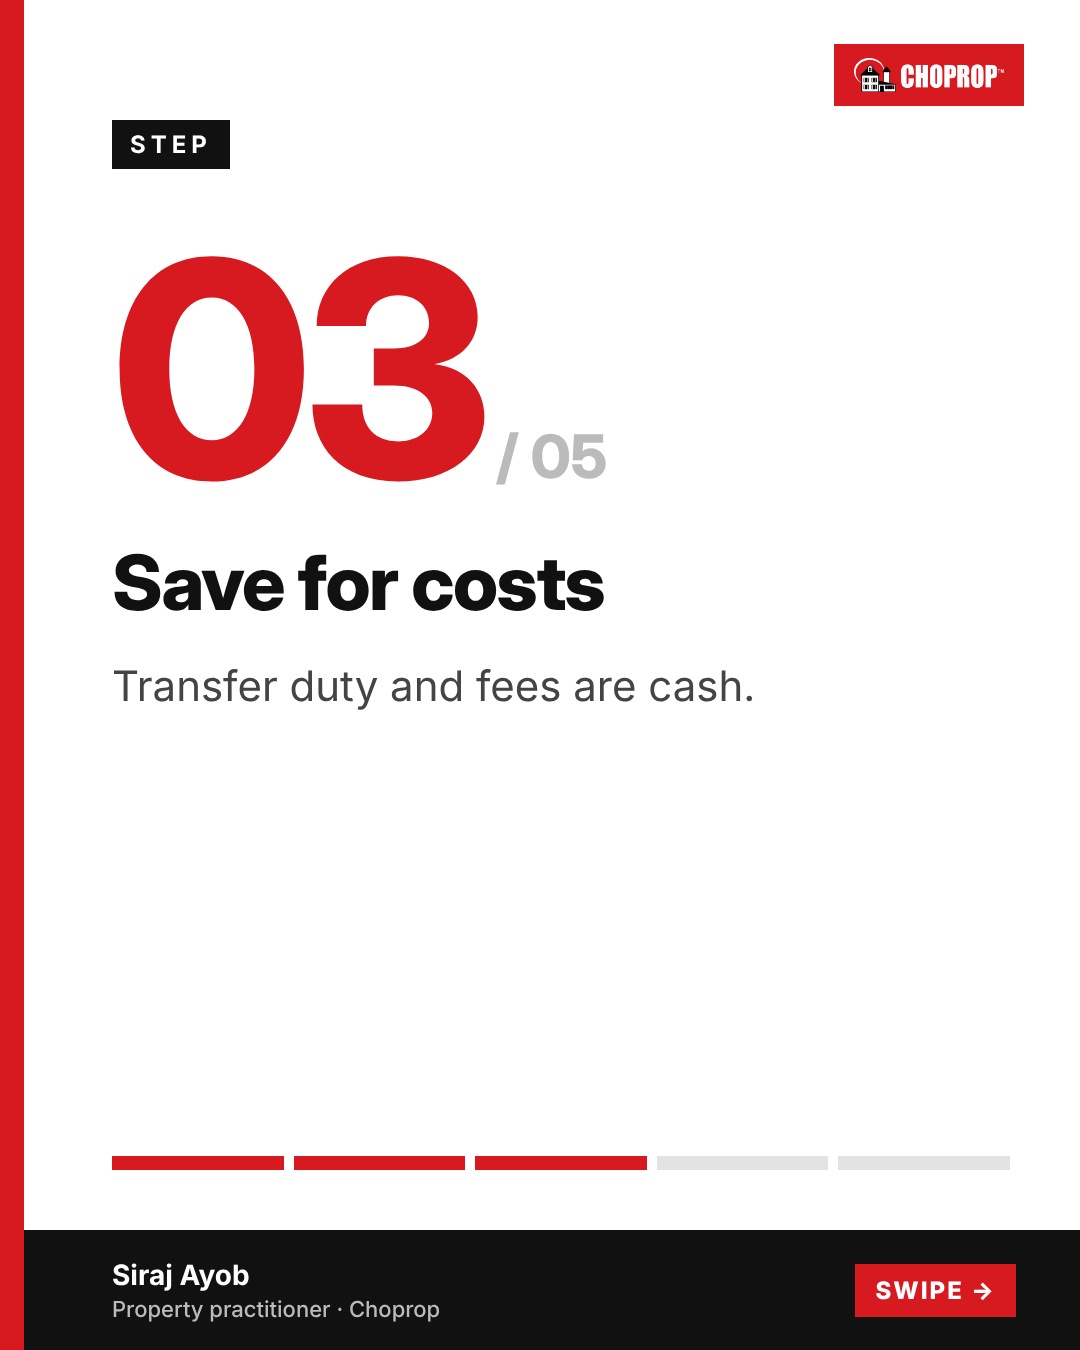 CHOPROP™
STEP
03 / 05
Save for costs
Transfer duty and fees are cash.
Siraj Ayob
Property practitioner · Choprop
SWIPE →